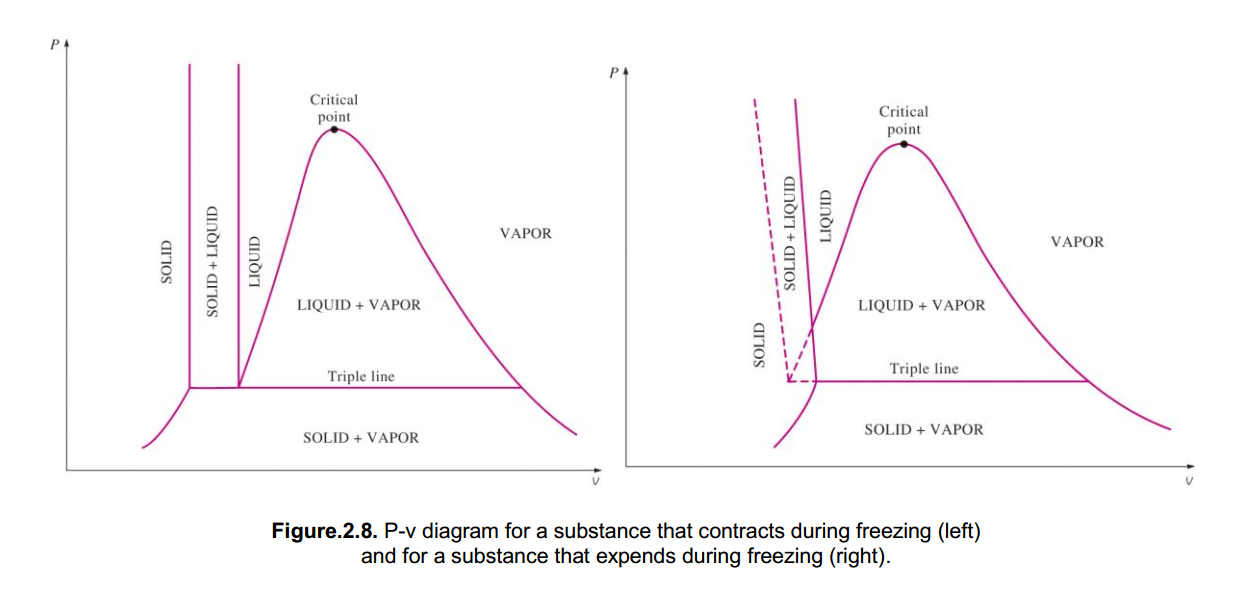 P
Critical
point
SOLID
SOLID + LIQUID
LIQUID
VAPOR
LIQUID + VAPOR
Triple line
SOLID + VAPOR
v
P
Critical
point
SOLID
SOLID + LIQUID
LIQUID
VAPOR
LIQUID + VAPOR
Triple line
SOLID + VAPOR
v
Figure.2.8. P-v diagram for a substance that contracts during freezing (left)
and for a substance that expends during freezing (right).